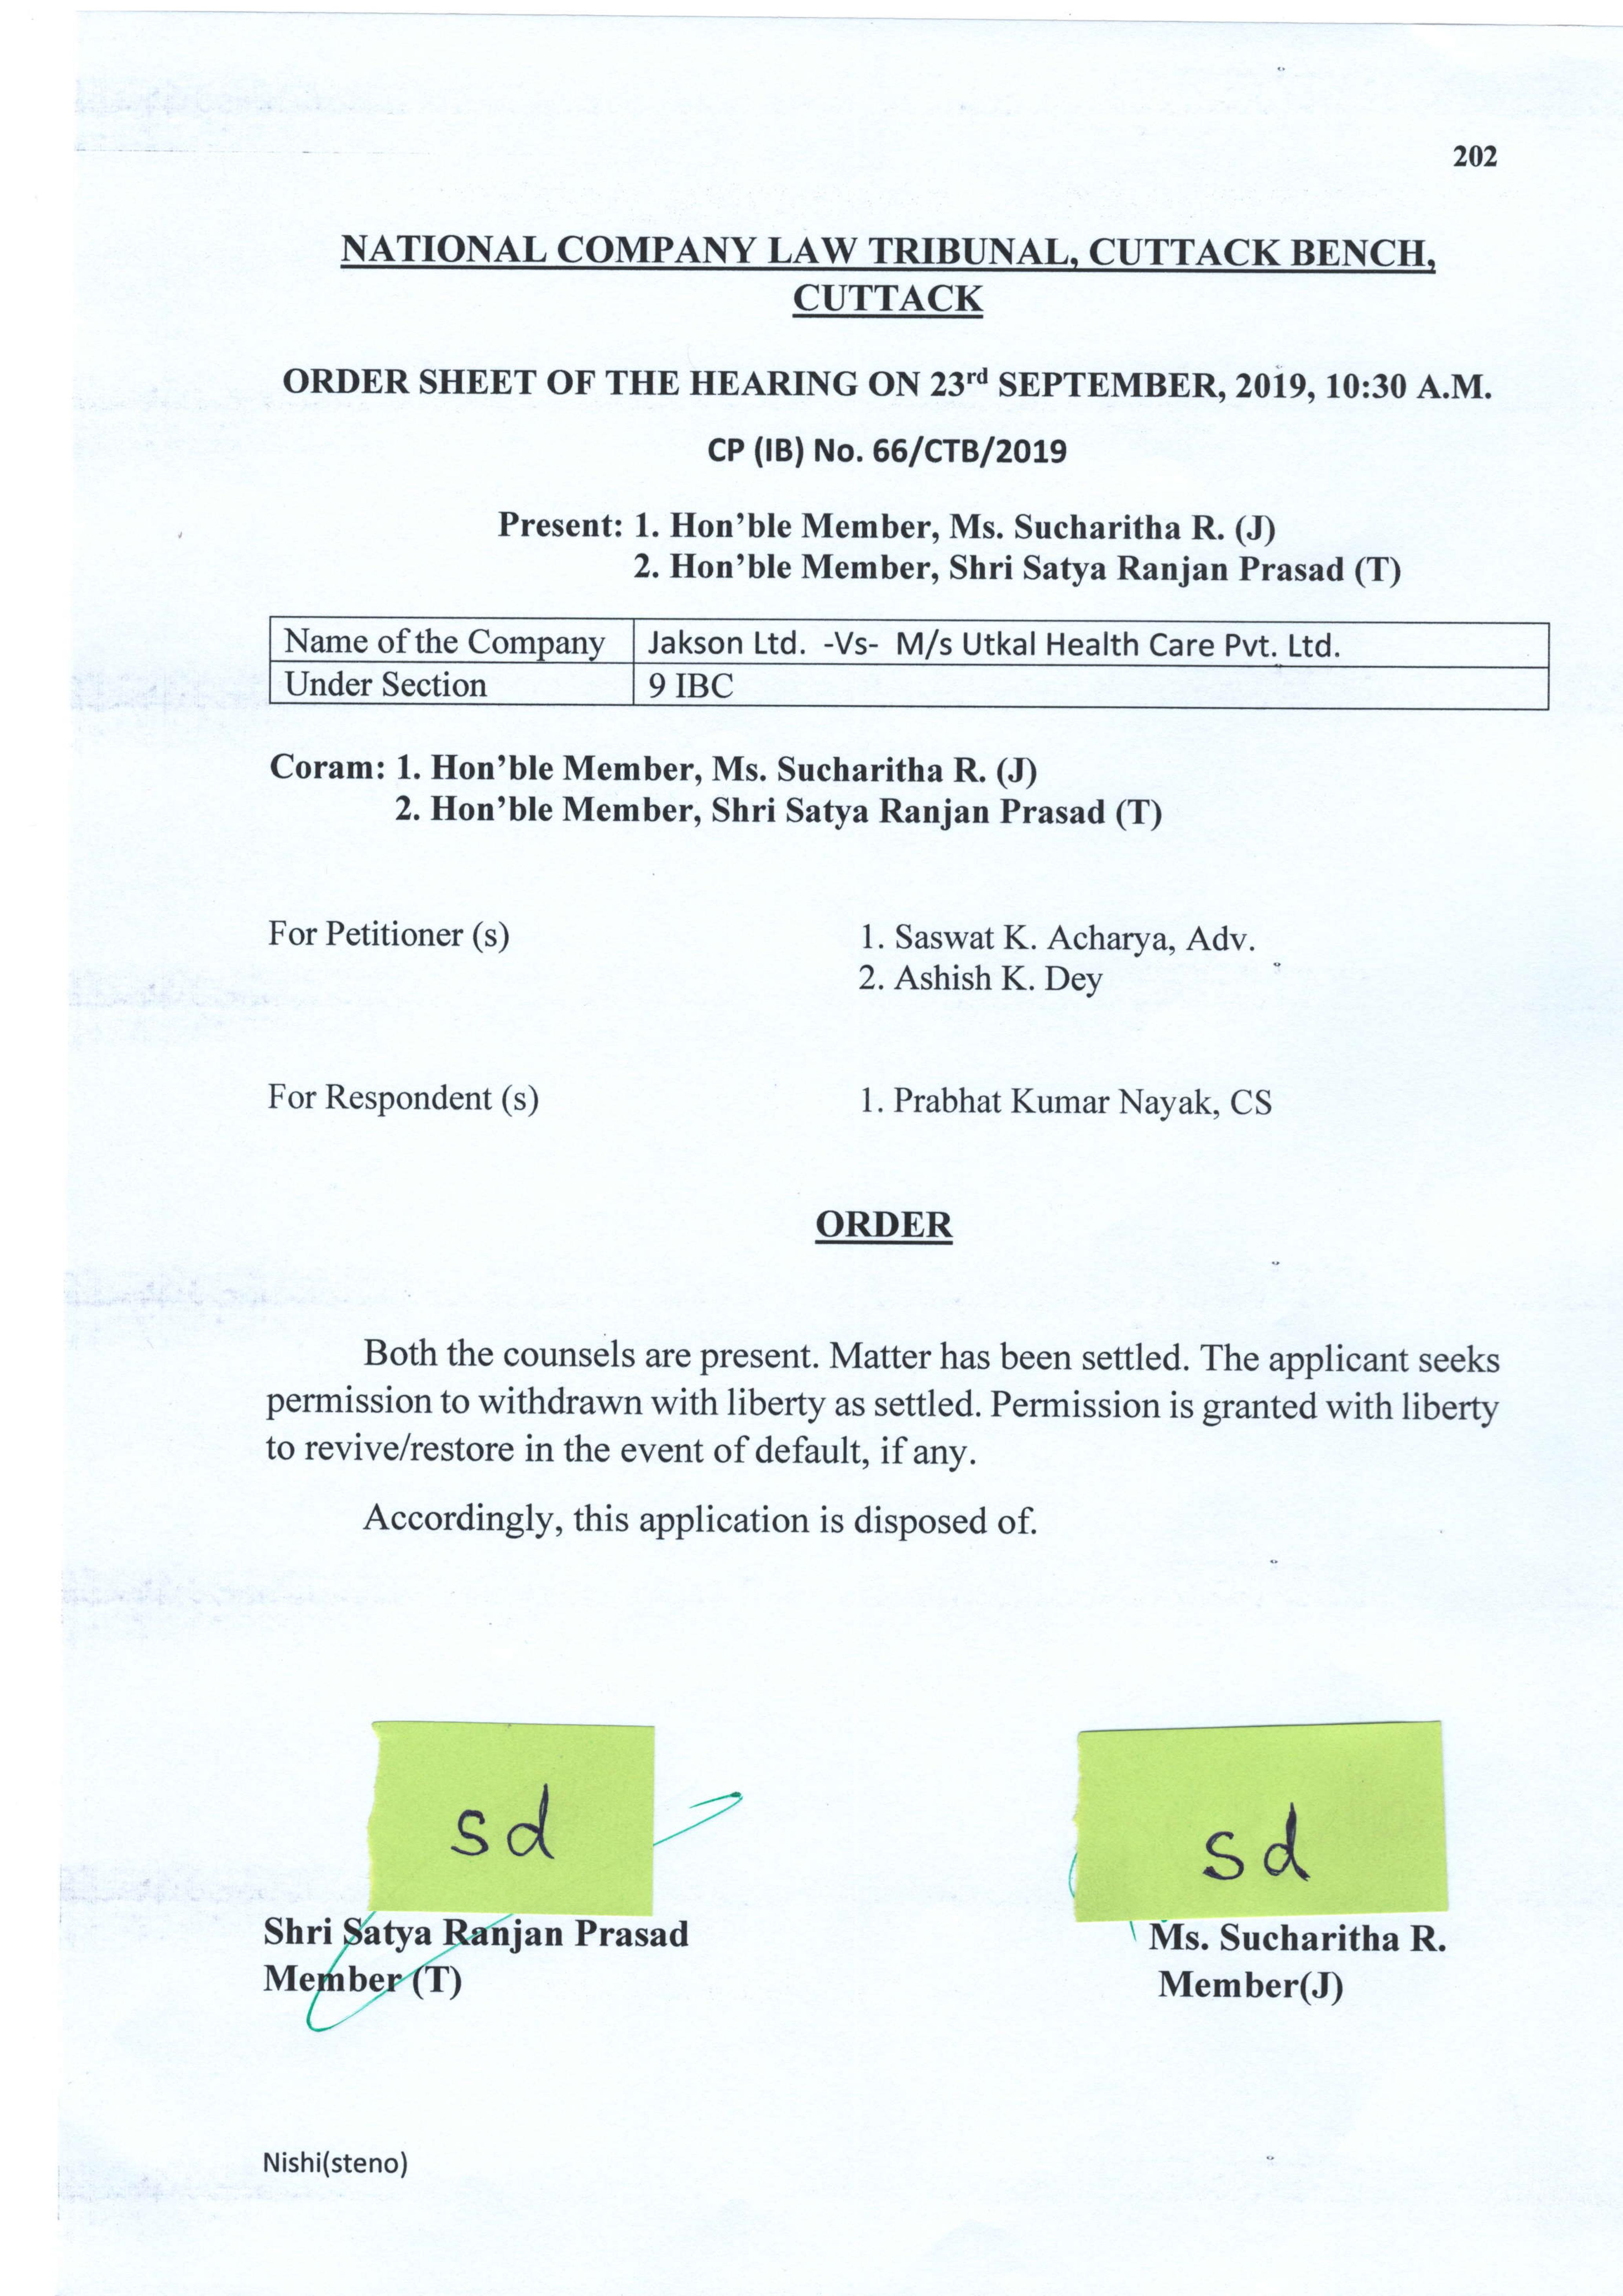 202
NATIONAL COMPANY LAW TRIBUNAL, CUTTACK BENCH,
CUTTACK
ORDER SHEET OF THE HEARING ON 23rd SEPTEMBER, 2019, 10:30 A.M.
CP (IB) No. 66/CTB/2019
Present: 1. Hon'ble Member, Ms. Sucharitha R. (J)
2. Hon'ble Member, Shri Satya Ranjan Prasad (T)
Name of the Company Jakson Ltd. -Vs- M/s Utkal Health Care Pvt. Ltd.
Under Section 9 IBC
Coram: 1. Hon'ble Member, Ms. Sucharitha R. (J)
2. Hon'ble Member, Shri Satya Ranjan Prasad (T)
For Petitioner (s) 1. Saswat K. Acharya, Adv.
2. Ashish K. Dey
For Respondent (s) 1. Prabhat Kumar Nayak, CS
ORDER
Both the counsels are present. Matter has been settled. The applicant seeks
permission to withdrawn with liberty as settled. Permission is granted with liberty
to revive/restore in the event of default, if any.
Accordingly, this application is disposed of.
sd sd
Shri Satya Ranjan Prasad Ms. Sucharitha R.
Member (T) Member(J)
Nishi(steno)